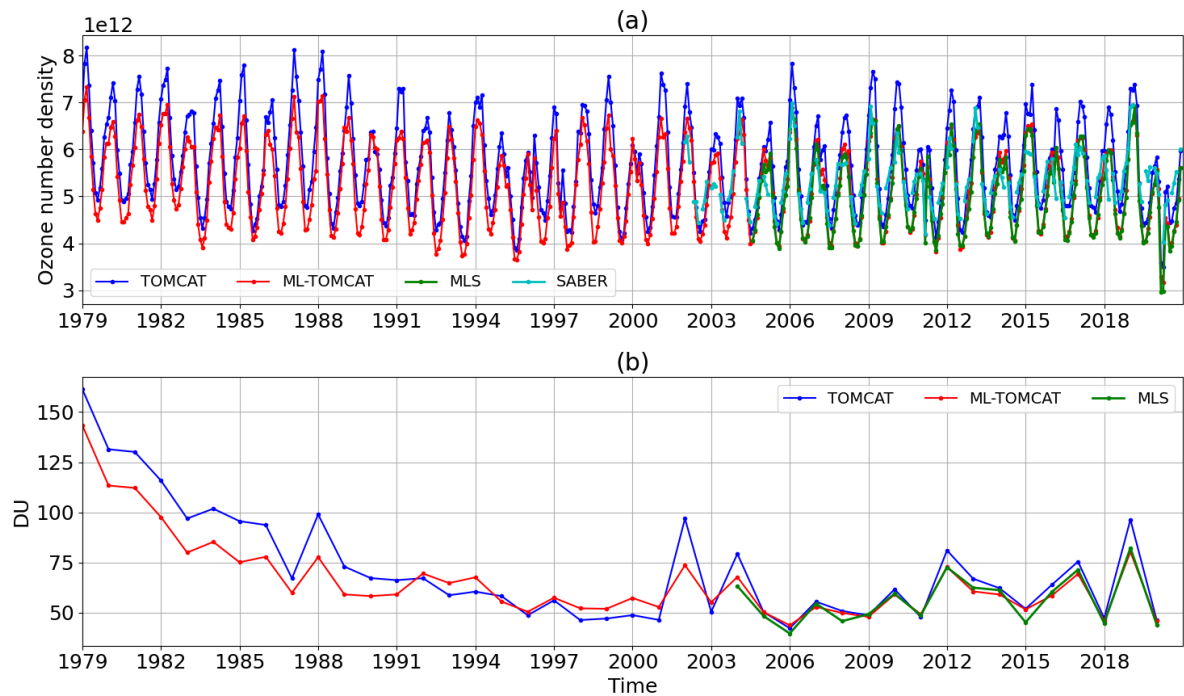 (a)
1e12
Ozone number density
8
7
6
5
4
3
TOMCAT ML-TOMCAT MLS SABER
1979 1982 1985 1988 1991 1994 1997 2000 2003 2006 2009 2012 2015 2018
(b)
DU
150
125
100
75
50
TOMCAT ML-TOMCAT MLS
1979 1982 1985 1988 1991 1994 1997 2000 2003 2006 2009 2012 2015 2018
Time